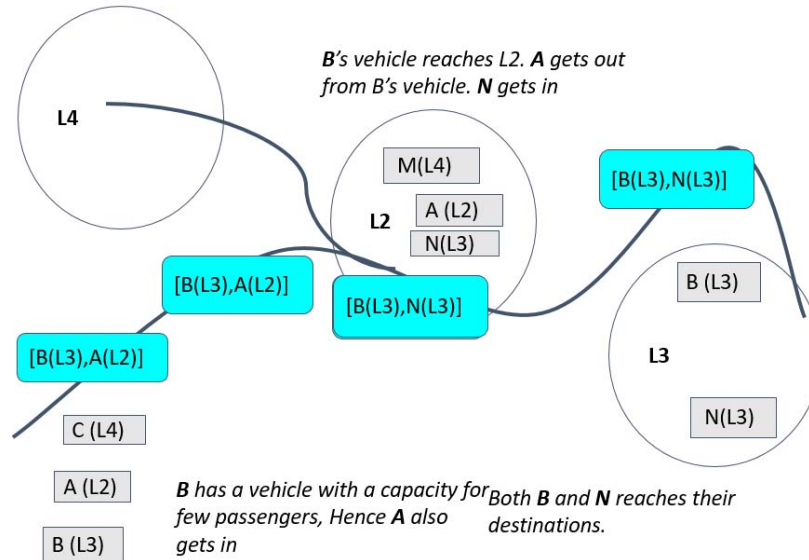 B's vehicle reaches L2. A gets out
from B's vehicle. N gets in
L4
M(L4)
A (L2)
L2
N(L3)
[B(L3),N(L3)]
[B(L3),A(L2)]
[B(L3),N(L3)]
B (L3)
[B(L3),A(L2)]
L3
N(L3)
C (L4)
A (L2)
B (L3)
B has a vehicle with a capacity for
few passengers, Hence A also
gets in
Both B and N reaches their
destinations.